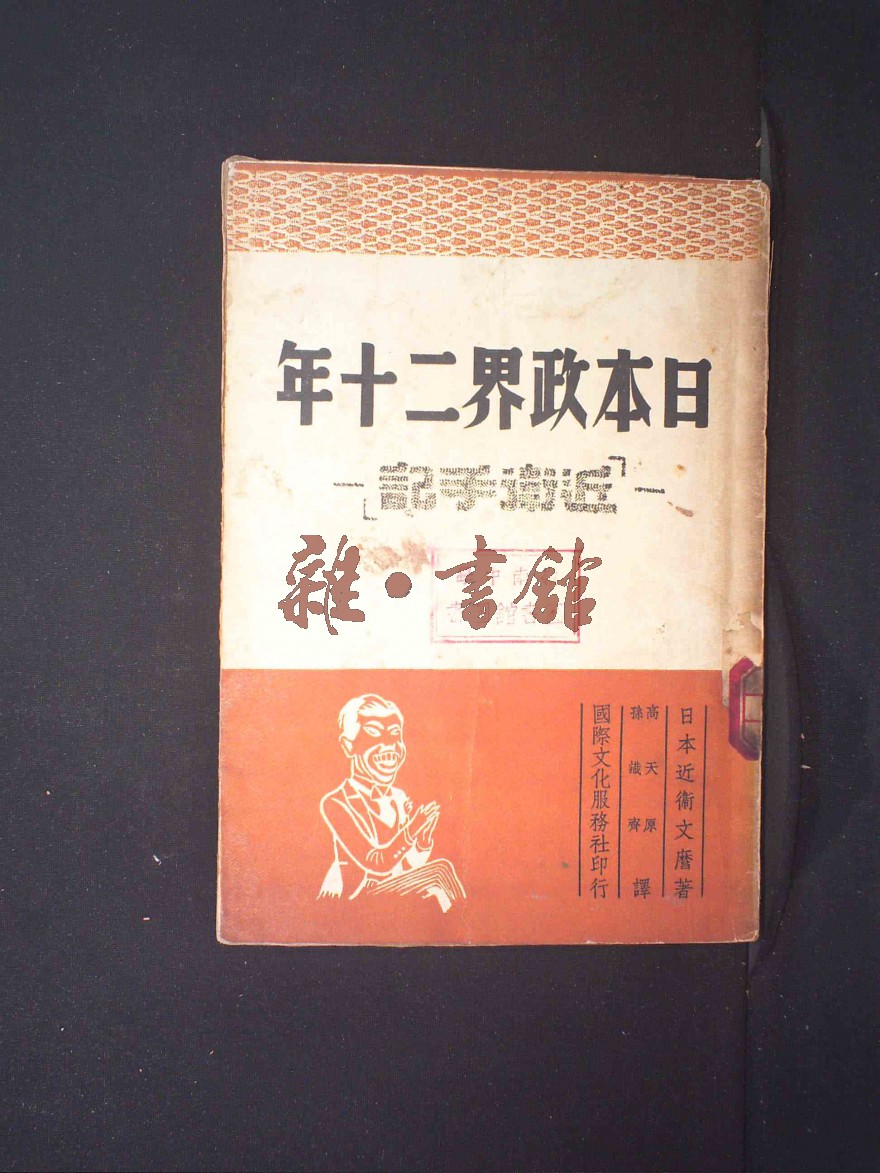 日本政界二十年
—「近衛手記」—
雜•書館
日本近衞文麿著
高天原
孫識齊
譯
國際文化服務社印行